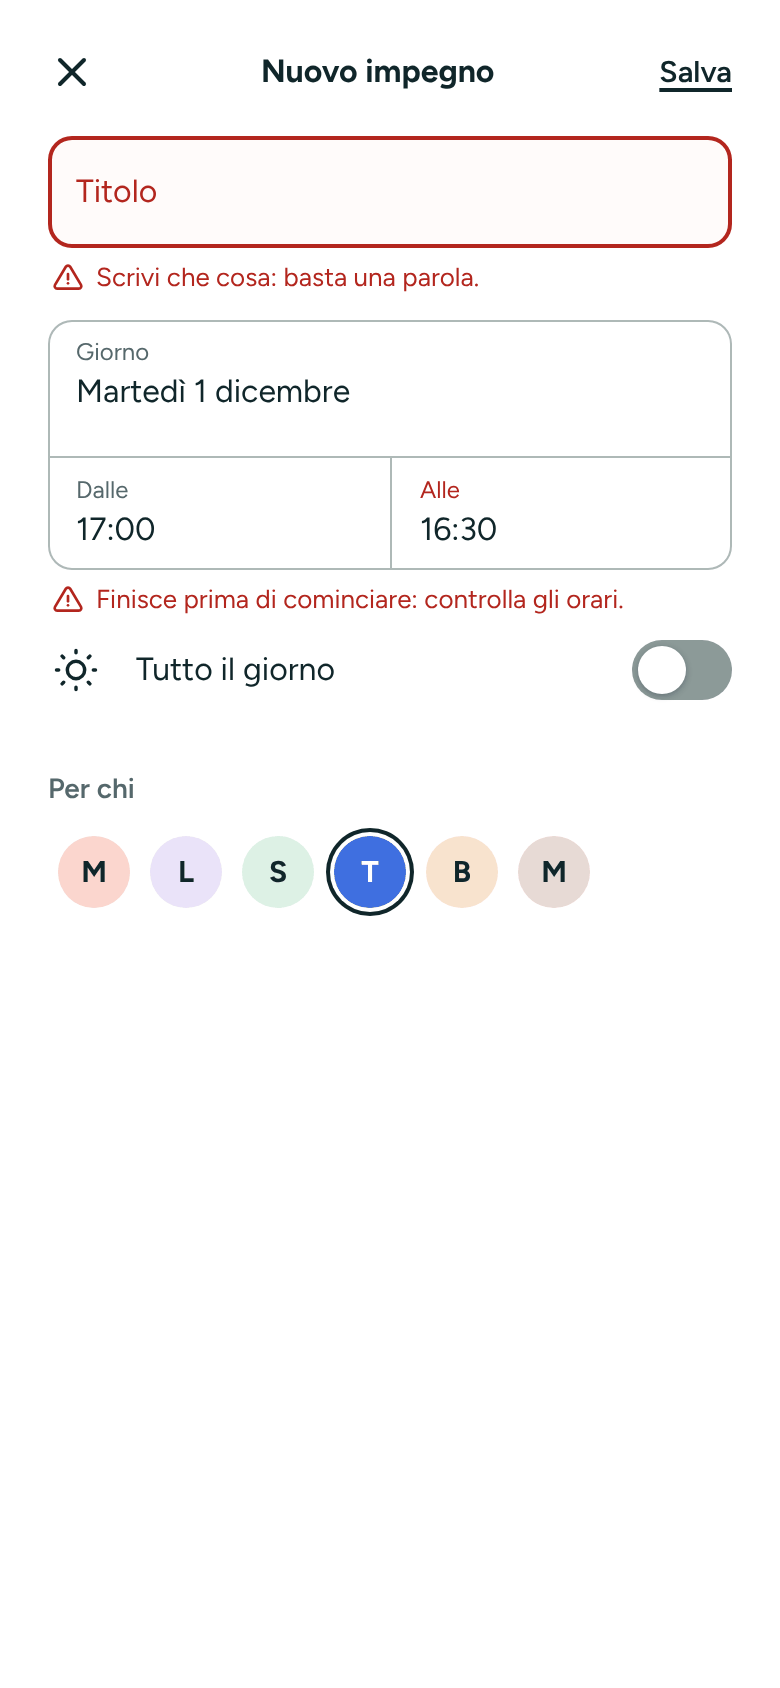 Nuovo impegno
Salva
Titolo
Scrivi che cosa: basta una parola.
Giorno
Martedì 1 dicembre
Dalle
17:00
Alle
16:30
Finisce prima di cominciare: controlla gli orari.
Tutto il giorno
Per chi
M L S T B M